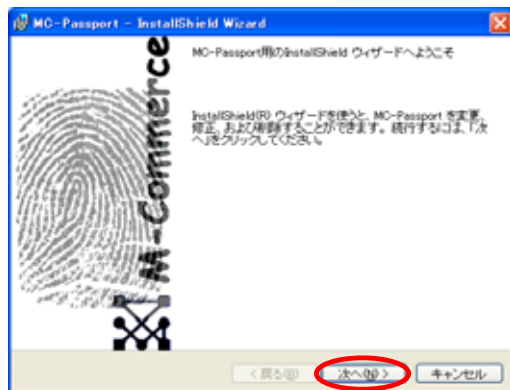 MC-Passport - InstallShield Wizard
MC-Passport用のInstallShield ウィザードへようこそ
InstallShield(R) ウィザードを使うと、MC-Passport を変更、
修正、および削除することができます。続行するには、「次
へ」をクリックしてください。
M-Commerce
< 戻る(B)
次へ(N) >
キャンセル